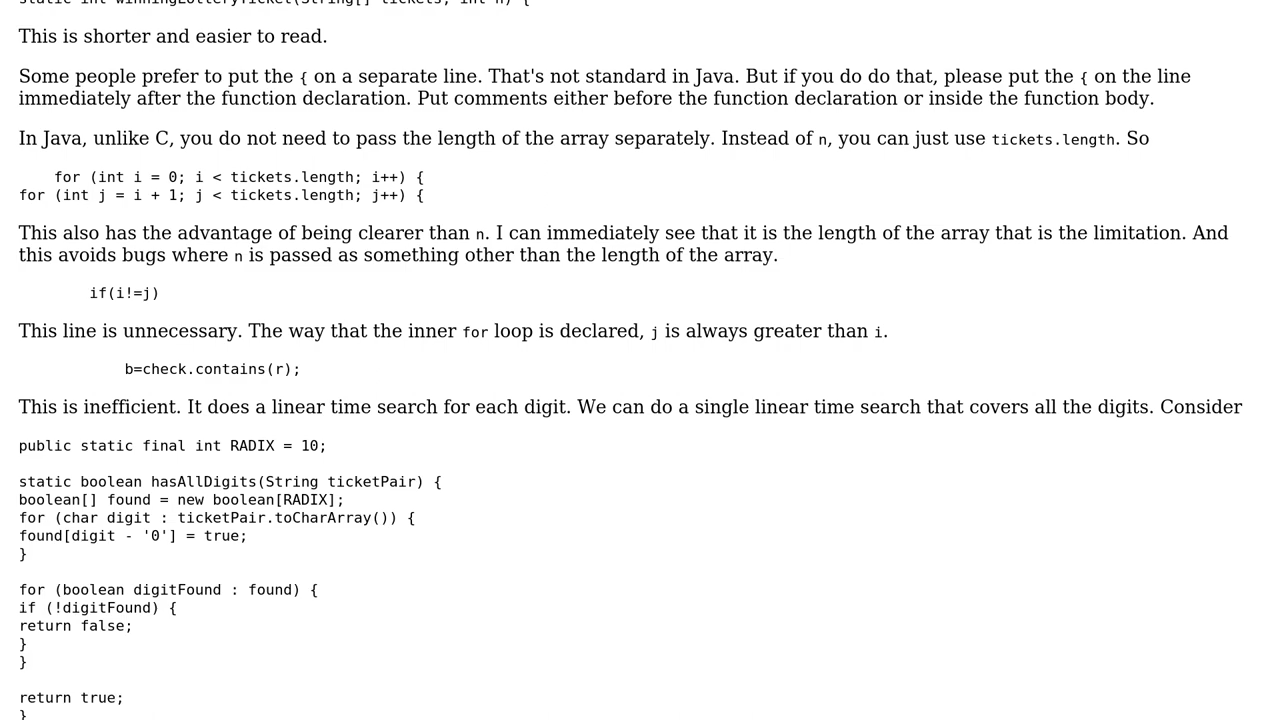 static int winningLotteryTicket(String[] tickets, int n) {
This is shorter and easier to read.
Some people prefer to put the { on a separate line. That's not standard in Java. But if you do do that, please put the { on the line
immediately after the function declaration. Put comments either before the function declaration or inside the function body.
In Java, unlike C, you do not need to pass the length of the array separately. Instead of n, you can just use tickets.length. So
for (int i = 0; i < tickets.length; i++) {
for (int j = i + 1; j < tickets.length; j++) {
This also has the advantage of being clearer than n. I can immediately see that it is the length of the array that is the limitation. And
this avoids bugs where n is passed as something other than the length of the array.
if(i!=j)
This line is unnecessary. The way that the inner for loop is declared, j is always greater than i.
b=check.contains(r);
This is inefficient. It does a linear time search for each digit. We can do a single linear time search that covers all the digits. Consider
public static final int RADIX = 10;
static boolean hasAllDigits(String ticketPair) {
boolean[] found = new boolean[RADIX];
for (char digit : ticketPair.toCharArray()) {
found[digit - '0'] = true;
}
for (boolean digitFound : found) {
if (!digitFound) {
return false;
}
}
return true;
}